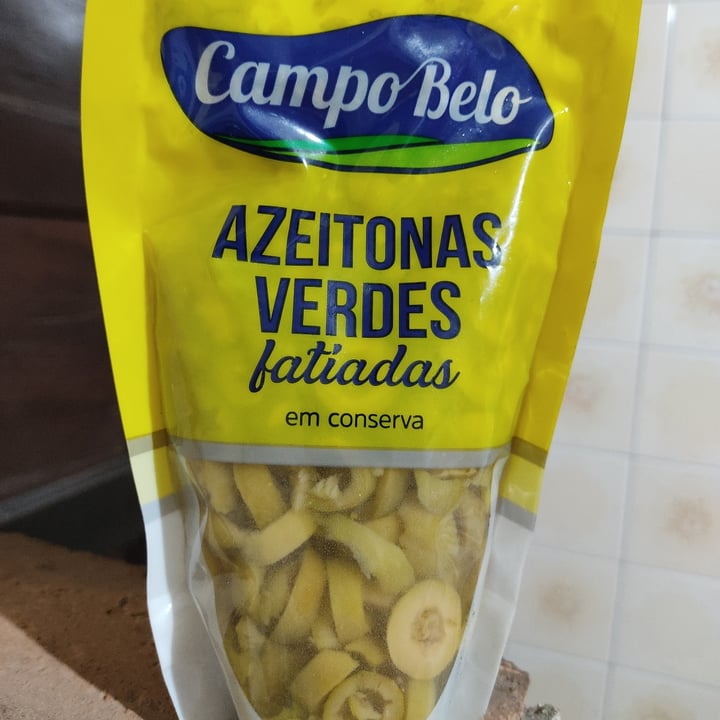 Campo Belo
AZEITONAS
VERDES
fatiadas
em conserva